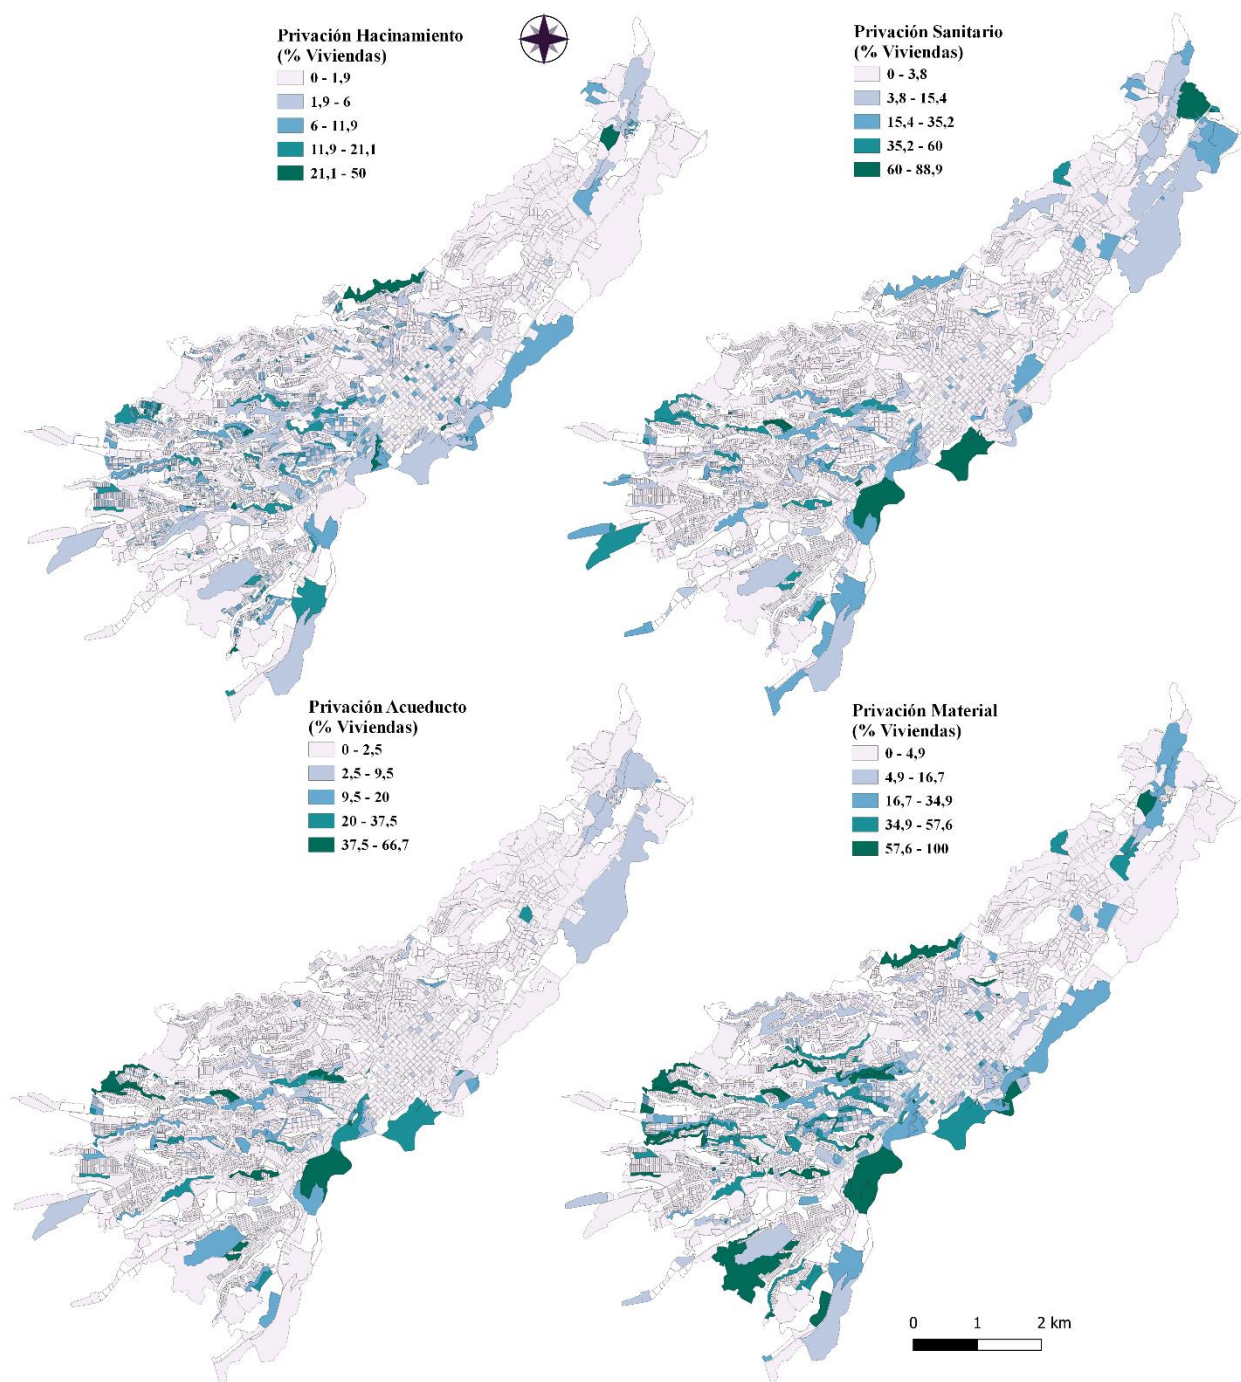 Privación Hacinamiento
(% Viviendas)
0 - 1,9
1,9 - 6
6 - 11,9
11,9 - 21,1
21,1 - 50
Privación Sanitario
(% Viviendas)
0 - 3,8
3,8 - 15,4
15,4 - 35,2
35,2 - 60
60 - 88,9
Privación Acueducto
(% Viviendas)
0 - 2,5
2,5 - 9,5
9,5 - 20
20 - 37,5
37,5 - 66,7
Privación Material
(% Viviendas)
0 - 4,9
4,9 - 16,7
16,7 - 34,9
34,9 - 57,6
57,6 - 100
0 1 2 km